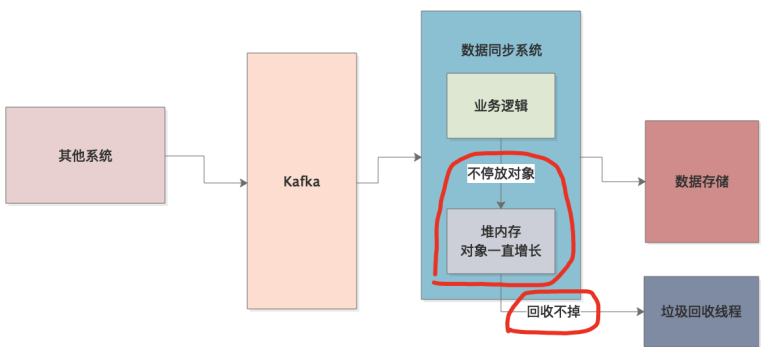 其他系统
Kafka
数据同步系统
业务逻辑
不停放对象
堆内存
对象一直增长
回收不掉
数据存储
垃圾回收线程